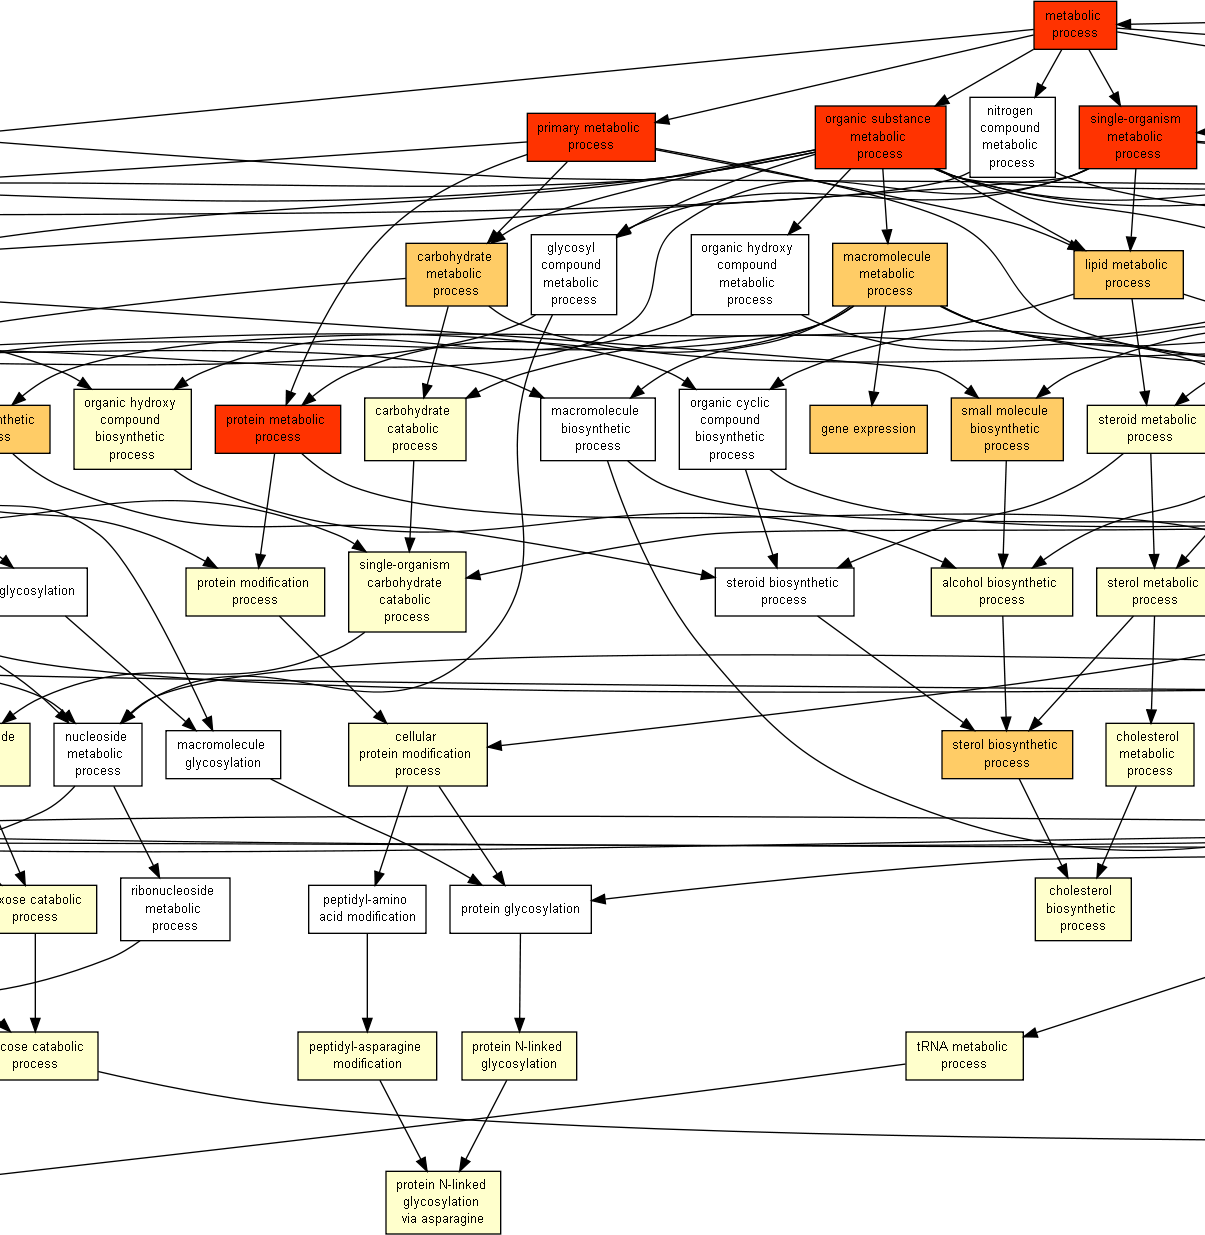 metabolic
process
primary metabolic
process
organic substance
metabolic
process
nitrogen
compound
metabolic
process
single-organism
metabolic
process
carbohydrate
metabolic
process
glycosyl
compound
metabolic
process
organic hydroxy
compound
metabolic
process
macromolecule
metabolic
process
lipid metabolic
process
organic hydroxy
compound
biosynthetic
process
protein metabolic
process
carbohydrate
catabolic
process
macromolecule
biosynthetic
process
organic cyclic
compound
biosynthetic
process
gene expression
small molecule
biosynthetic
process
steroid metabolic
process
glycosylation
protein modification
process
single-organism
carbohydrate
catabolic
process
steroid biosynthetic
process
alcohol biosynthetic
process
sterol metabolic
process
nucleoside
metabolic
process
macromolecule
glycosylation
cellular
protein modification
process
sterol biosynthetic
process
cholesterol
metabolic
process
catabolic
process
ribonucleoside
metabolic
process
peptidyl-amino
acid modification
protein glycosylation
cholesterol
biosynthetic
process
catabolic
process
peptidyl-asparagine
modification
protein N-linked
glycosylation
tRNA metabolic
process
protein N-linked
glycosylation
via asparagine